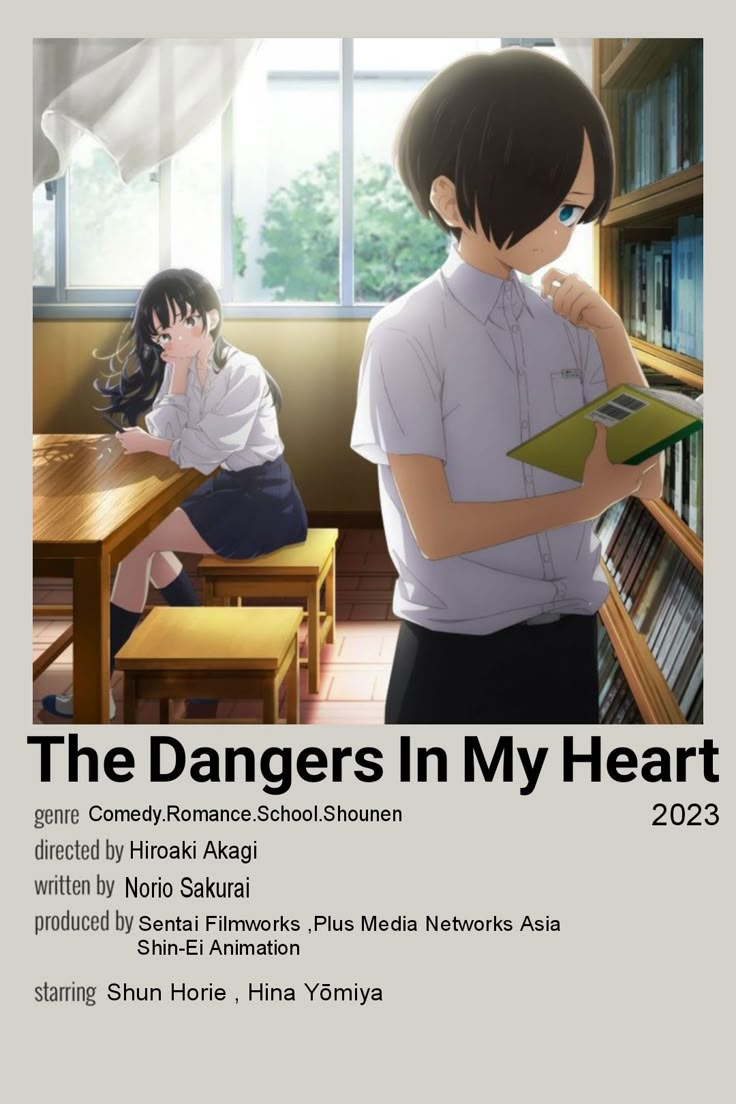 The Dangers In My Heart
genre Comedy.Romance.School.Shounen 2023
directed by Hiroaki Akagi
written by Norio Sakurai
produced by Sentai Filmworks ,Plus Media Networks Asia
Shin-Ei Animation
starring Shun Horie , Hina Yōmiya